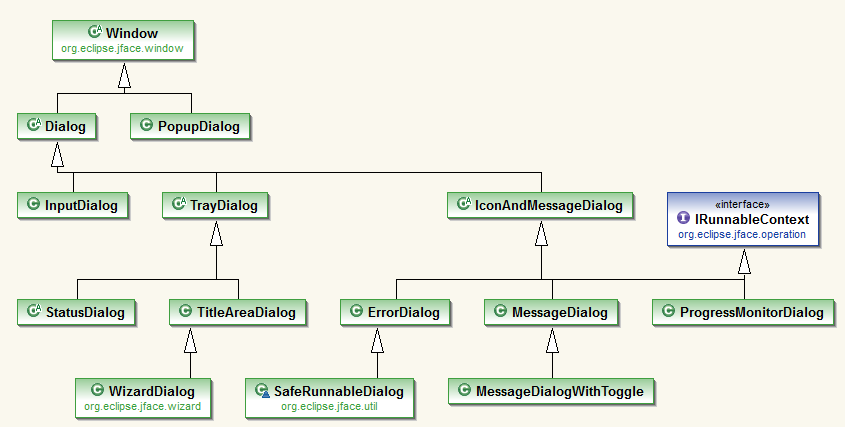 Window
org.eclipse.jface.window
Dialog
PopupDialog
InputDialog
TrayDialog
IconAndMessageDialog
«interface»
IRunnableContext
org.eclipse.jface.operation
StatusDialog
TitleAreaDialog
ErrorDialog
MessageDialog
ProgressMonitorDialog
WizardDialog
org.eclipse.jface.wizard
SafeRunnableDialog
org.eclipse.jface.util
MessageDialogWithToggle